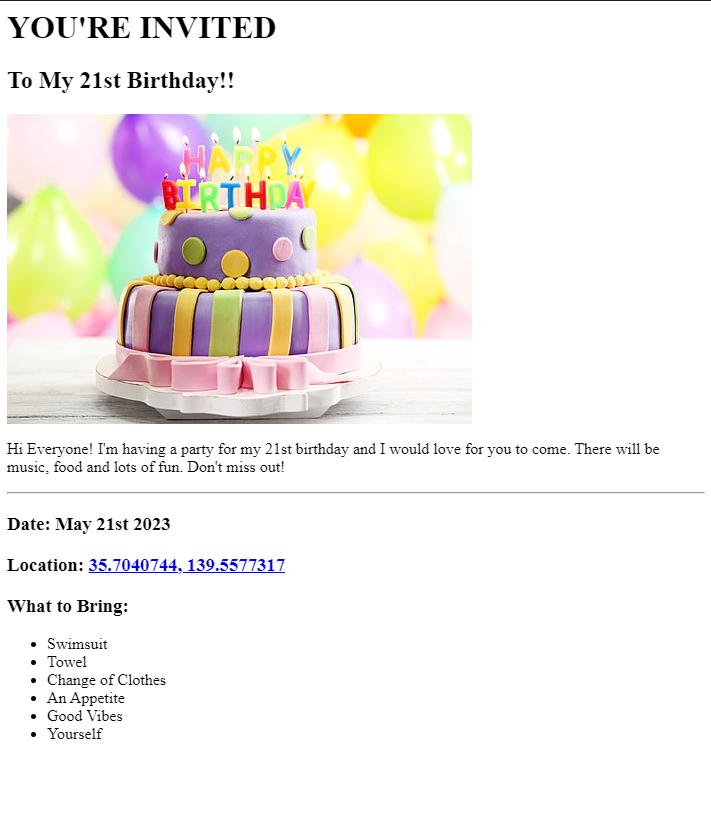 YOU'RE INVITED
To My 21st Birthday!!
HAPPY
BIRTHDAY
Hi Everyone! I'm having a party for my 21st birthday and I would love for you to come. There will be
music, food and lots of fun. Don't miss out!
Date: May 21st 2023
Location: 35.7040744, 139.5577317
What to Bring:
• Swimsuit
• Towel
• Change of Clothes
• An Appetite
• Good Vibes
• Yourself